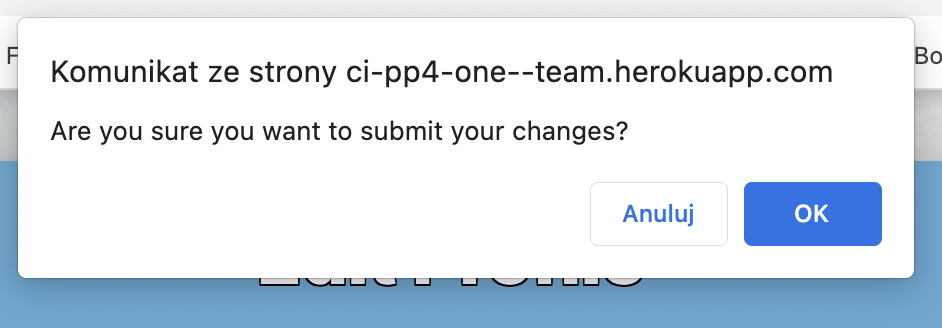 Komunikat ze strony ci-pp4-one--team.herokuapp.com
Are you sure you want to submit your changes?
Anuluj
OK
Bo